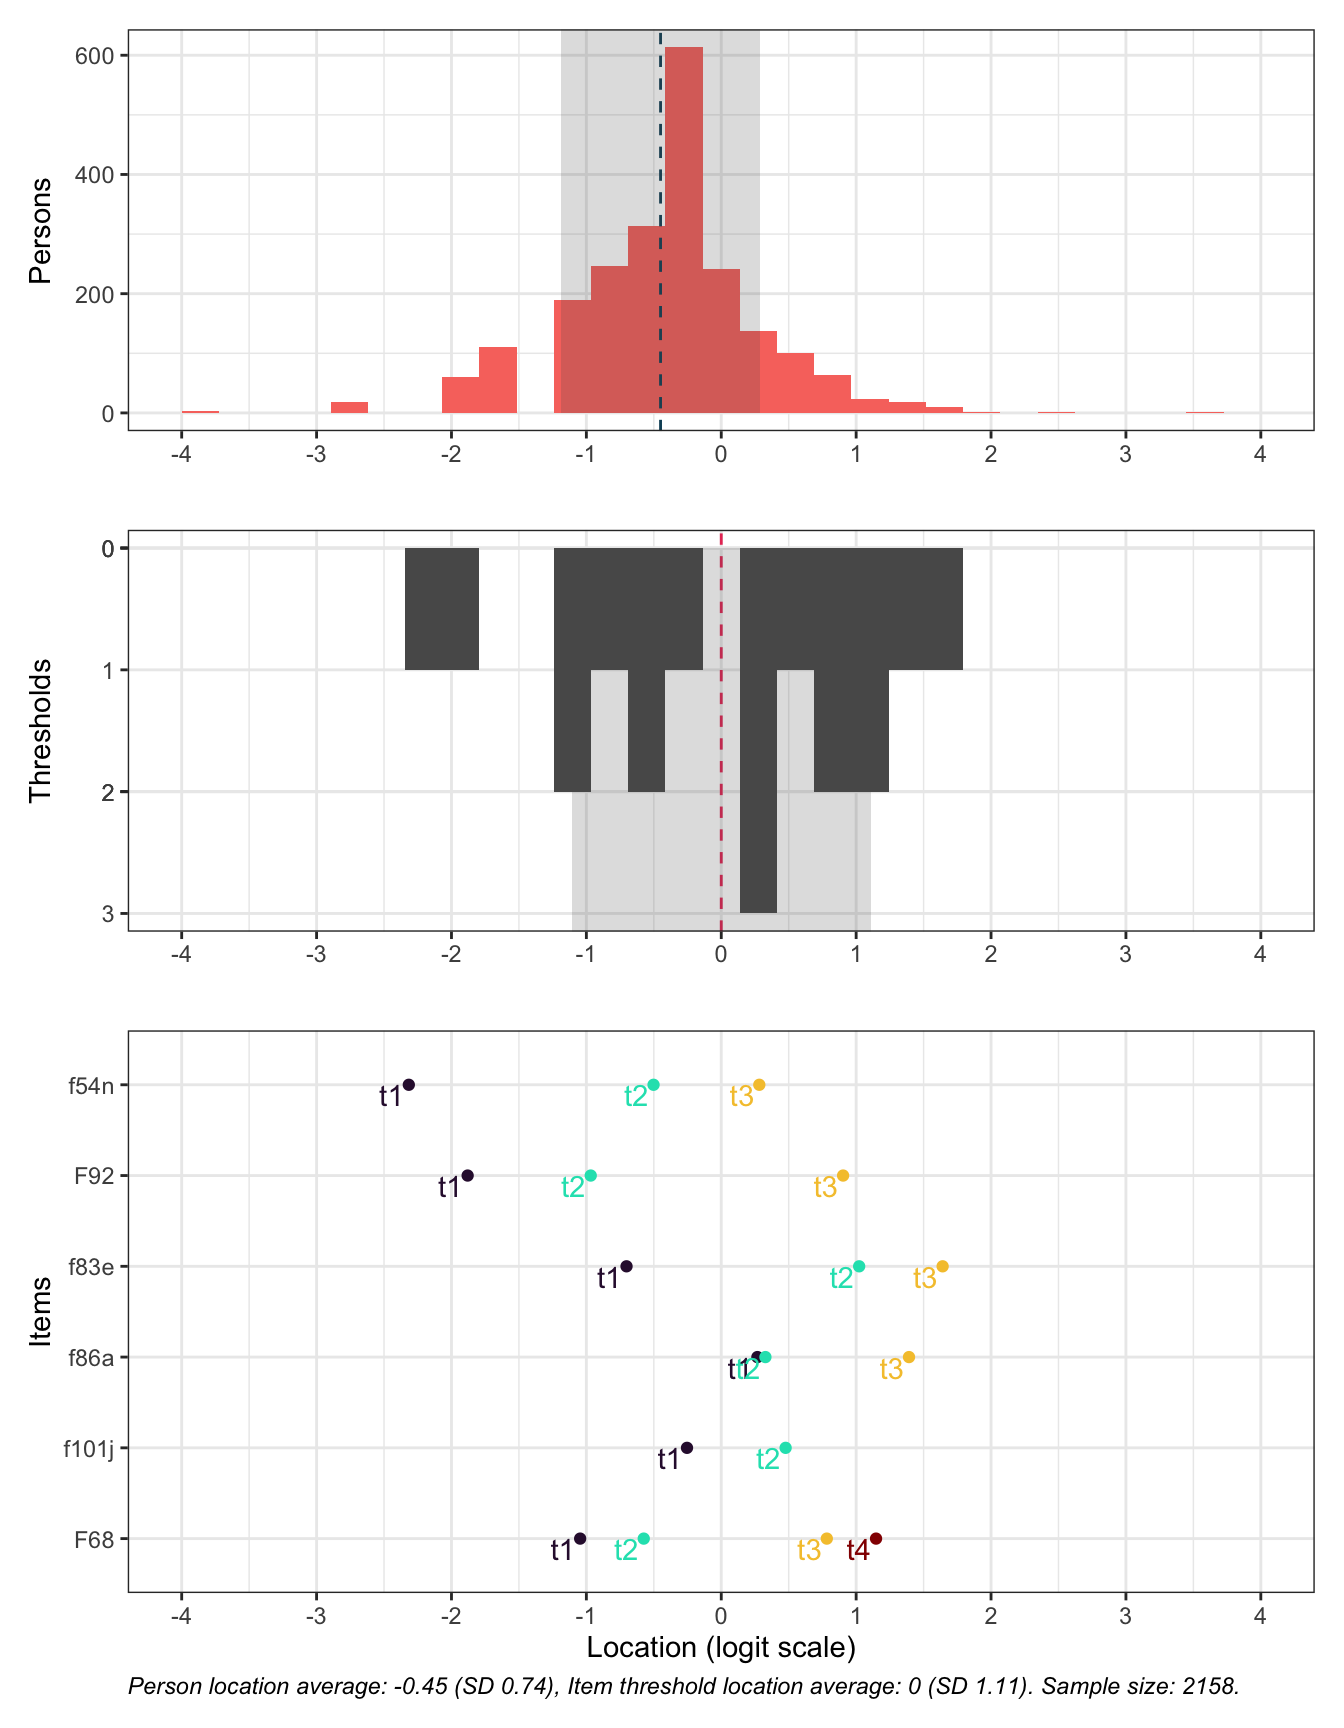 600
400
200
0
Persons
-4 -3 -2 -1 0 1 2 3 4
0
1
2
3
Thresholds
-4 -3 -2 -1 0 1 2 3 4
Items
f54n t1 t2 t3
F92 t1 t2 t3
f83e t1 t2 t3
f86a t1 t2 t3
f101j t1 t2
F68 t1 t2 t3 t4
-4 -3 -2 -1 0 1 2 3 4
Location (logit scale)
Person location average: -0.45 (SD 0.74), Item threshold location average: 0 (SD 1.11). Sample size: 2158.